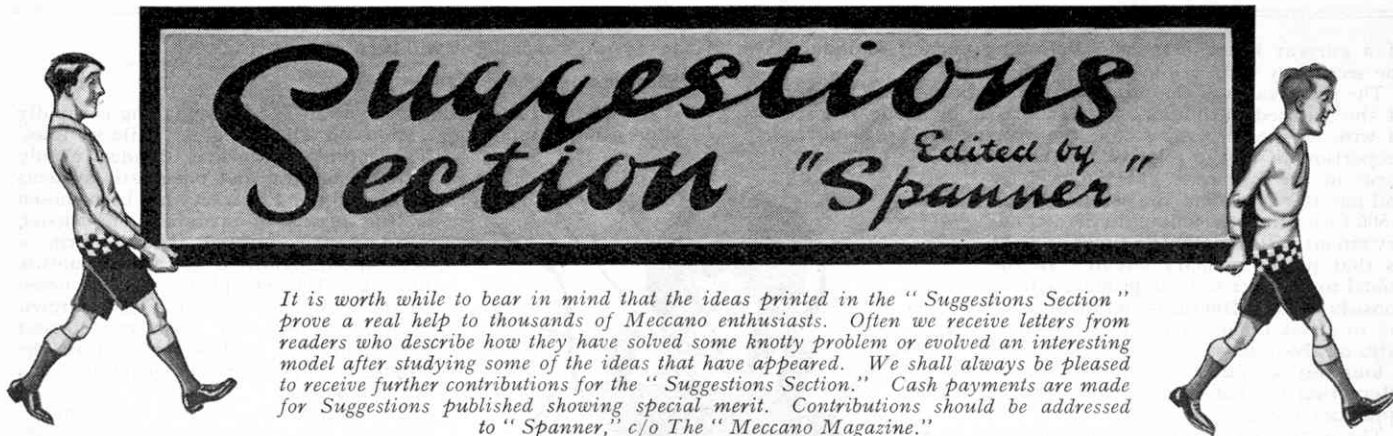 Suggestions
Section
Edited by
"Spanner"
It is worth while to bear in mind that the ideas printed in the "Suggestions Section"
prove a real help to thousands of Meccano enthusiasts. Often we receive letters from
readers who describe how they have solved some knotty problem or evolved an interesting
model after studying some of the ideas that have appeared. We shall always be pleased
to receive further contributions for the "Suggestions Section." Cash payments are made
for Suggestions published showing special merit. Contributions should be addressed
to "Spanner," c/o The "Meccano Magazine."